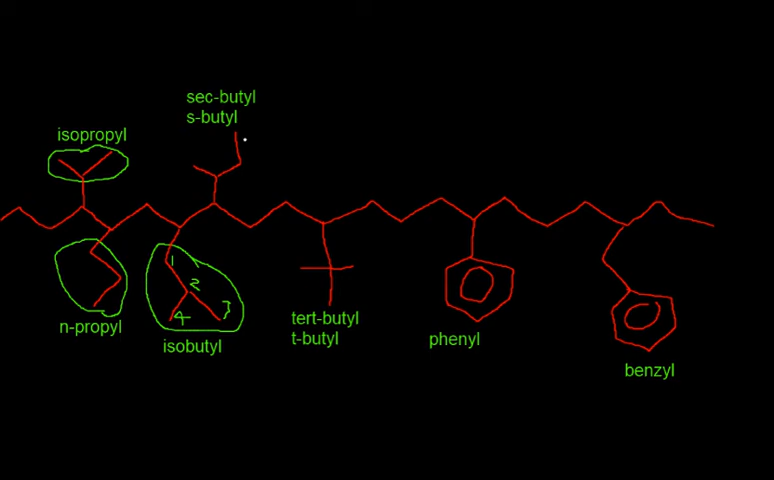 sec-butyl
s-butyl
isopropyl
1
2
3
4
n-propyl
isobutyl
tert-butyl
t-butyl
phenyl
benzyl